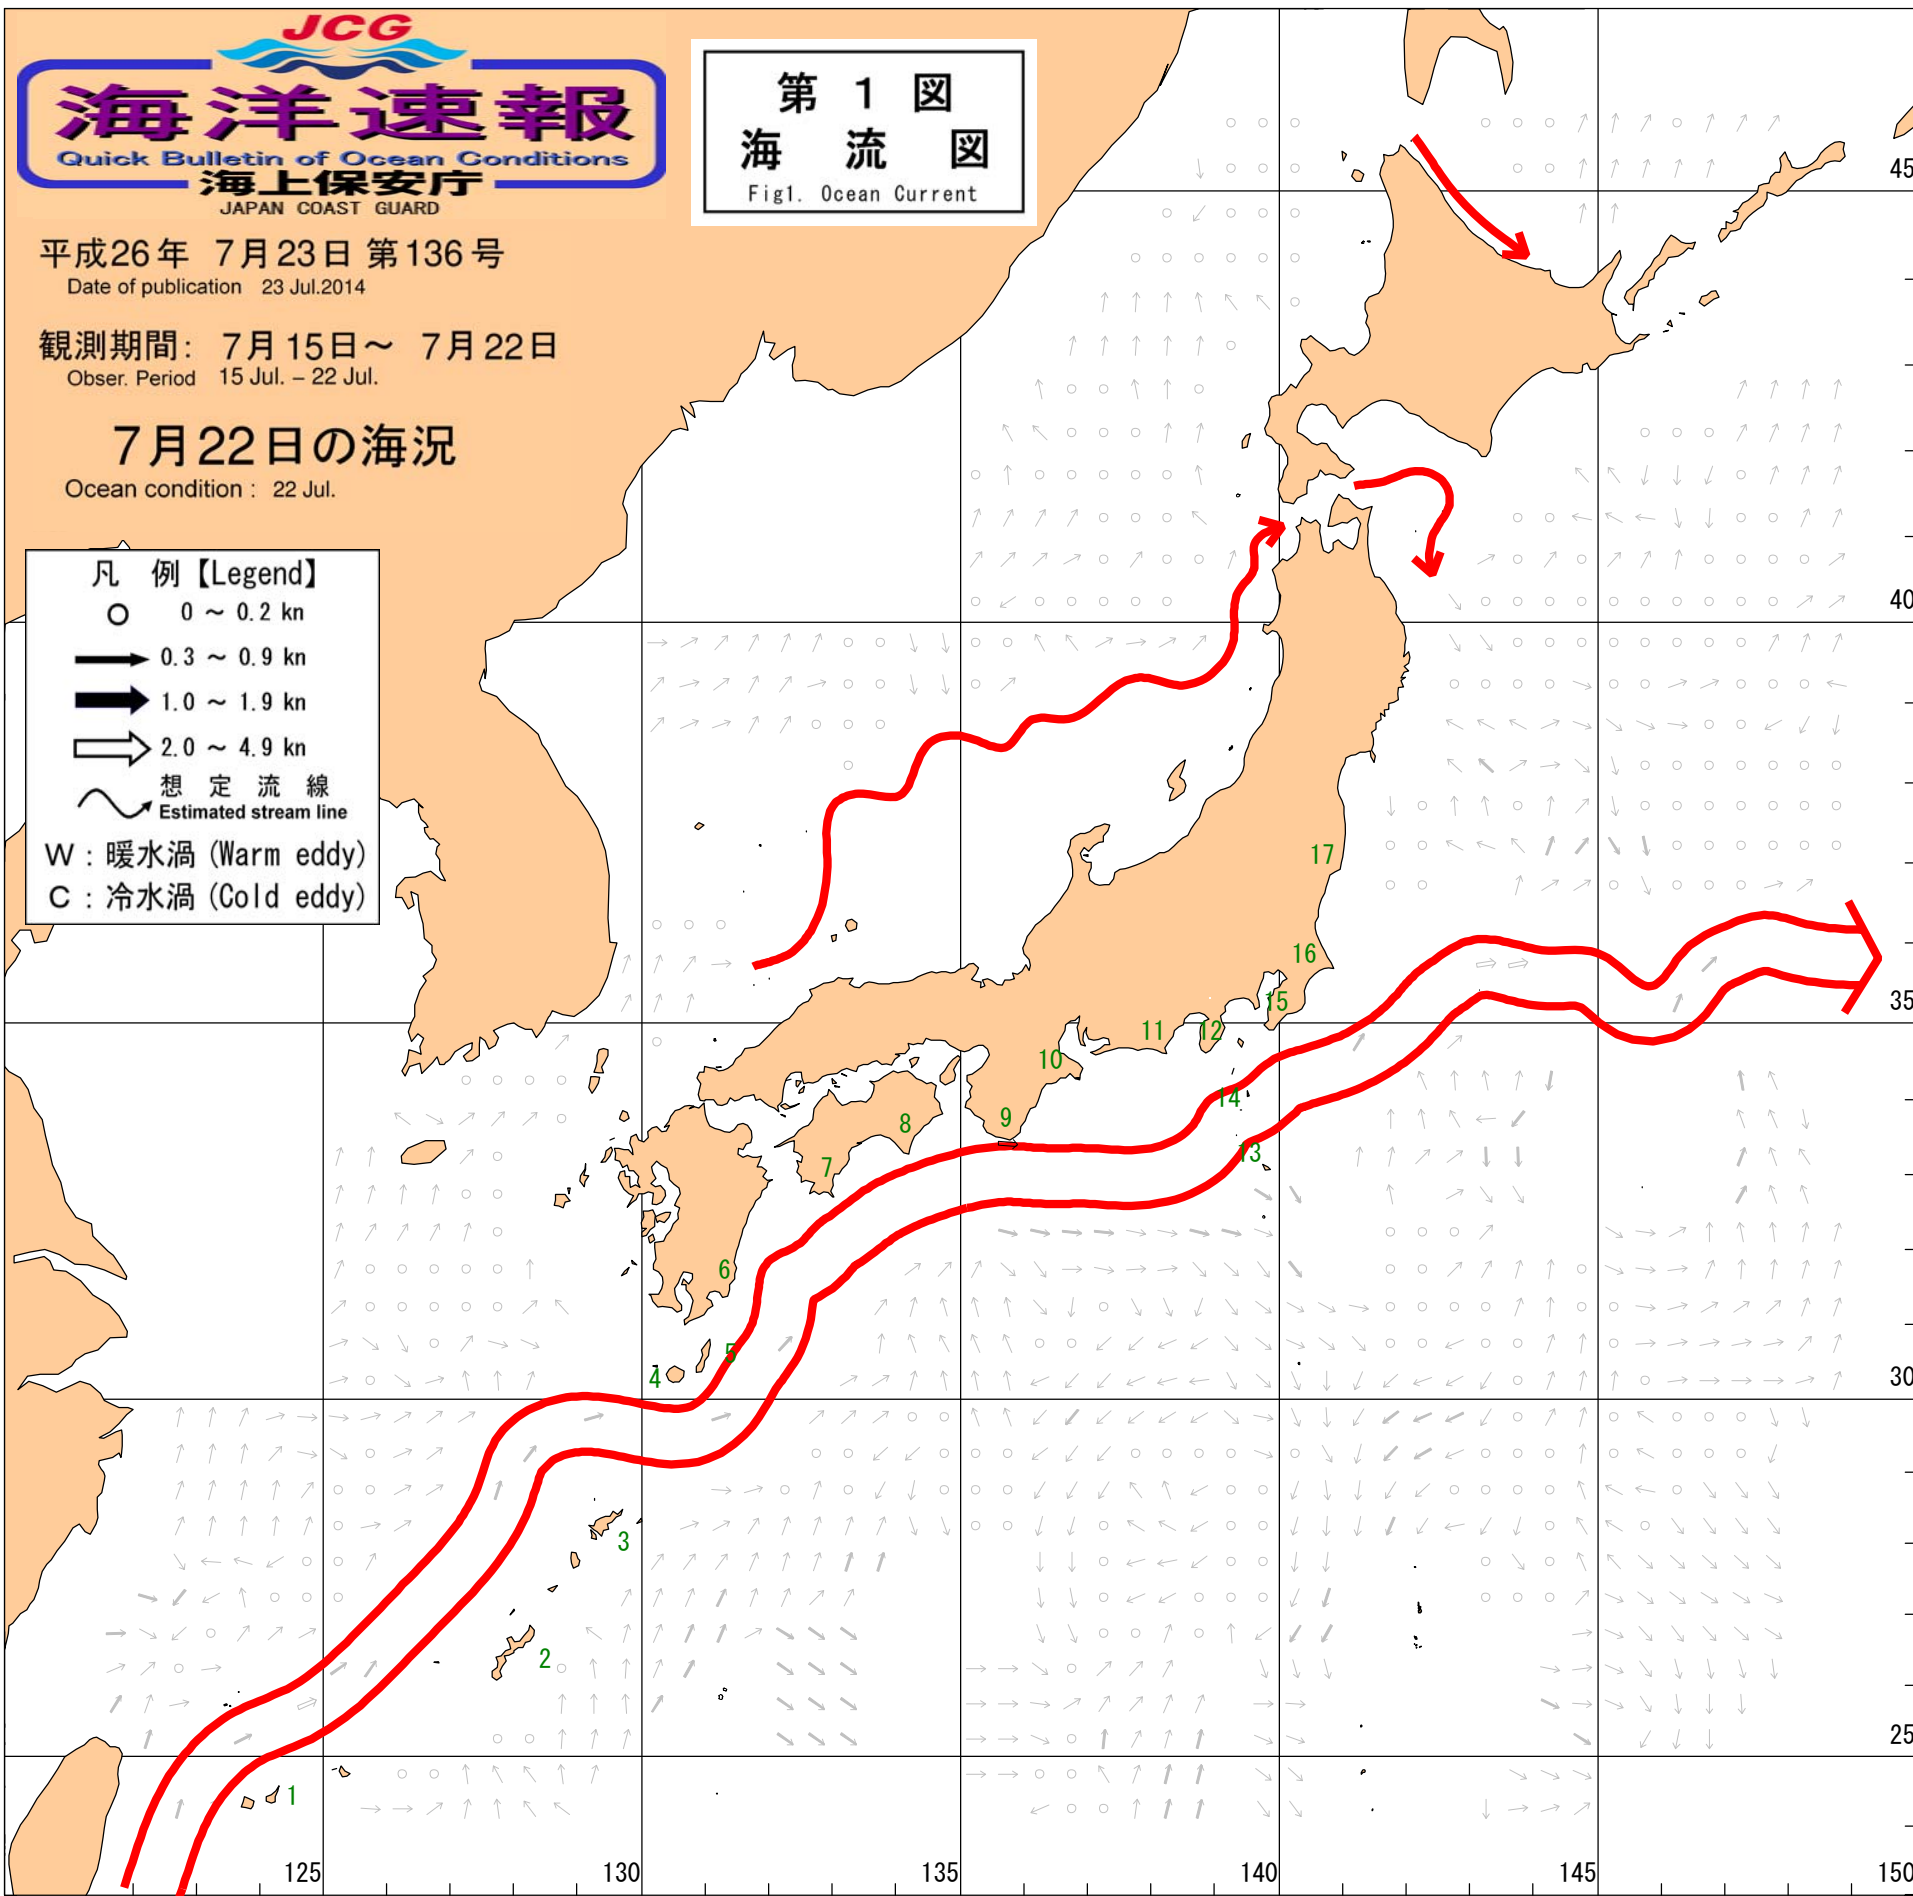 JCG
海洋速報
Quick Bulletin of Ocean Conditions
海上保安庁
JAPAN COAST GUARD
第 1 図
海 流 図
Fig1. Ocean Current
平成26年 7月23日 第136号
Date of publication 23 Jul.2014
観測期間: 7月15日～ 7月22日
Obser. Period 15 Jul. – 22 Jul.
7月22日の海況
Ocean condition : 22 Jul.
凡 例【Legend】
0 ～ 0.2 kn
0.3 ～ 0.9 kn
1.0 ～ 1.9 kn
2.0 ～ 4.9 kn
想 定 流 線
Estimated stream line
W : 暖水渦 (Warm eddy)
C : 冷水渦 (Cold eddy)
45
40
17
16
35
15
11
12
10
14
9
8
13
7
6
5
4
30
3
2
25
1
125
130
135
140
145
150